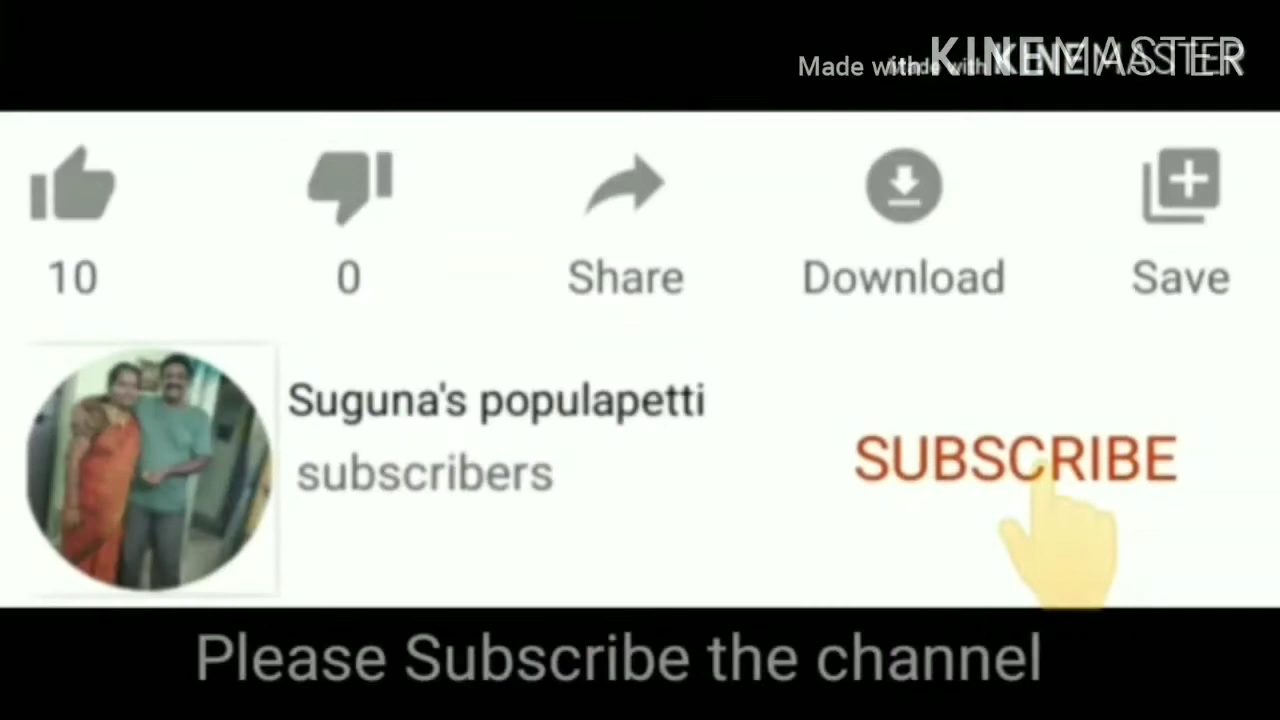 Made with KINEMASTER
10 0 Share Download Save
Suguna's populapetti
subscribers
SUBSCRIBE
Please Subscribe the channel